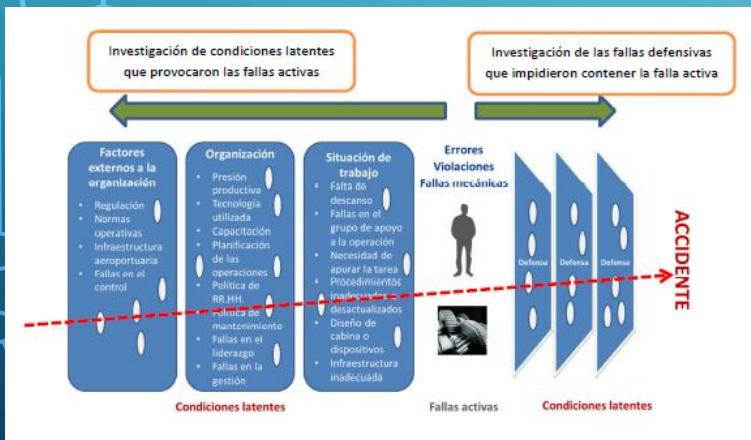 Investigación de condiciones latentes
que provocaron las fallas activas
Investigación de las fallas defensivas
que impidieron contener la falla activa
Factores
externos a la
organización
• Regulación
• Normas
operativas
• Infraestructura
aeroportuaria
• Fallas en el
control
Organización
• Presión
productiva
• Tecnología
utilizada
• Capacitación
• Planificación
de las
operaciones
• Política de
RR.HH.
• Política de
mantenimiento
• Fallas en el
liderazgo
• Fallas en la
gestión
Situación de
trabajo
• Falta de
descanso
• Fallas en el
grupo de apoyo
a la operación
• Necesidad de
apurar la tarea
• Procedimientos
inadecuados
desactualizados
• Diseño de
cabina o
dispositivos
• Infraestructura
inadecuada
Errores
Violaciones
Fallas mecánicas
Defensa
Defensa
Defensa
ACCIDENTE
Condiciones latentes
Fallas activas
Condiciones latentes